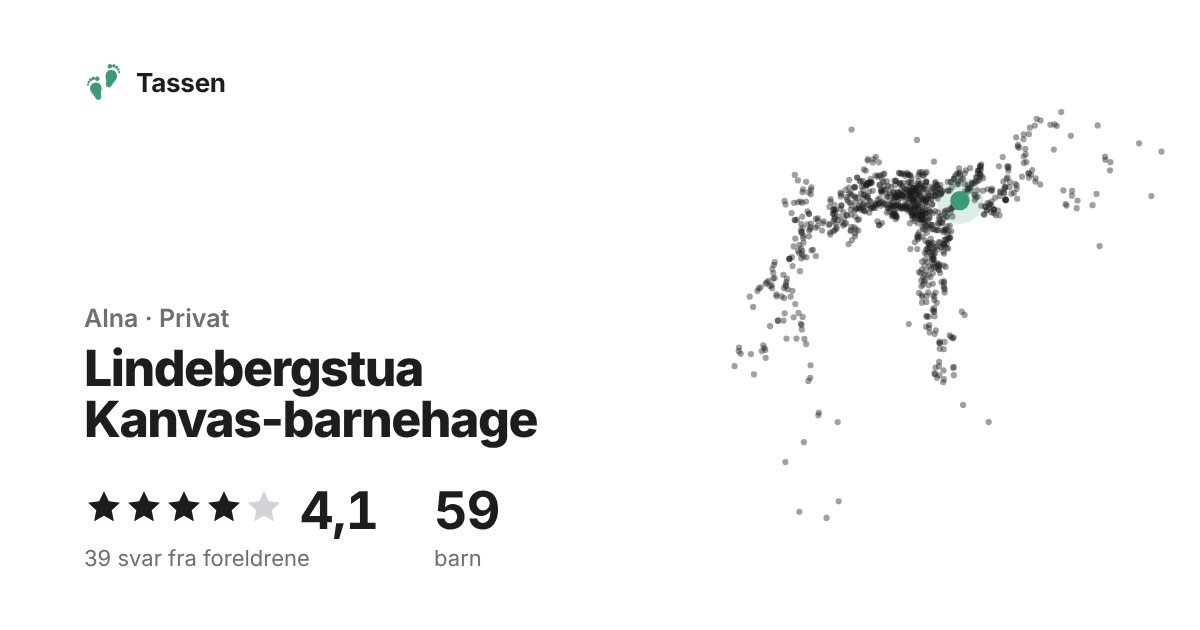 Tassen
Alna · Privat
Lindebergstua
Kanvas-barnehage
4,1
59
39 svar fra foreldrene
barn